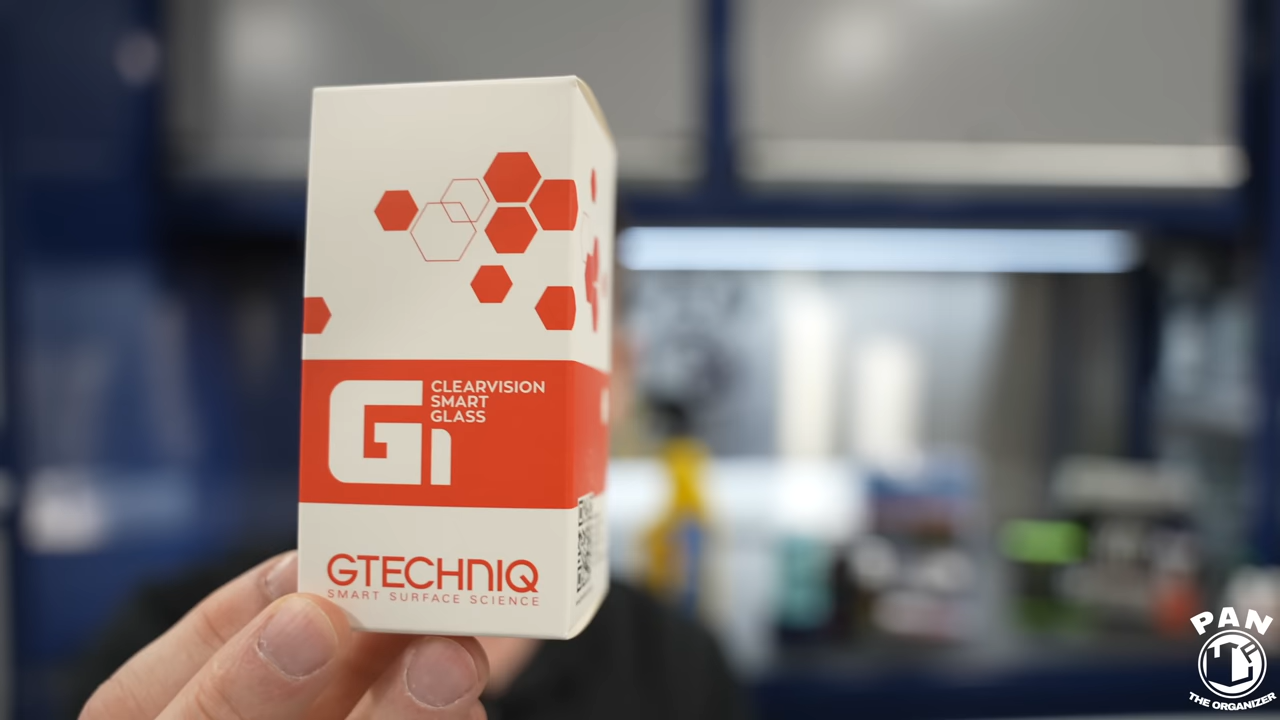 CLEARVISION
SMART
GLASS
G1
GTECHNIQ
SMART SURFACE SCIENCE
PAN
THE ORGANIZER